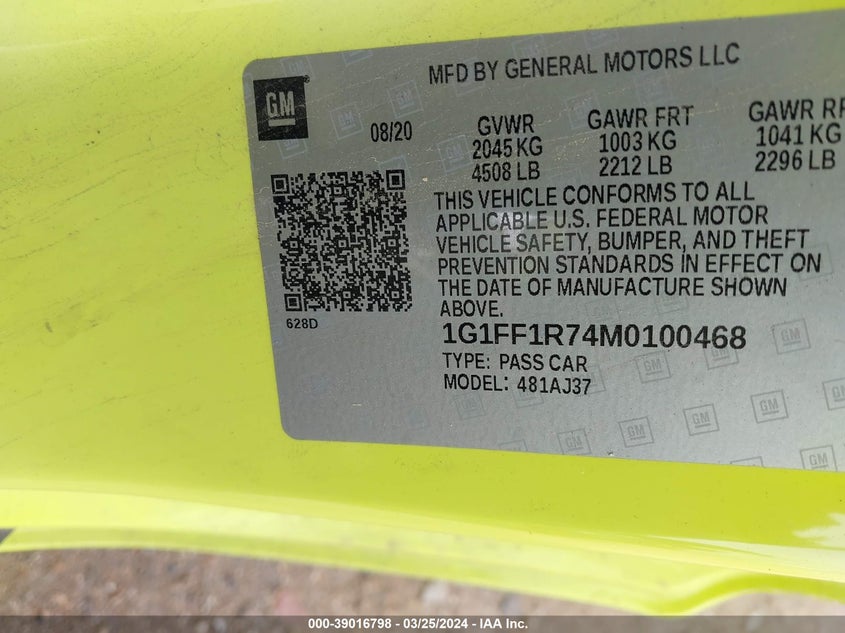 MFD BY GENERAL MOTORS LLC
GM
08/20
GVWR GAWR FRT GAWR RR
2045 KG 1003 KG 1041 KG
4508 LB 2212 LB 2296 LB
THIS VEHICLE CONFORMS TO ALL
APPLICABLE U.S. FEDERAL MOTOR
VEHICLE SAFETY, BUMPER, AND THEFT
PREVENTION STANDARDS IN EFFECT ON
THE DATE OF MANUFACTURE SHOWN
ABOVE.
628D
1G1FF1R74M0100468
TYPE: PASS CAR
MODEL: 481AJ37
000-39016798 - 03/25/2024 - IAA Inc.